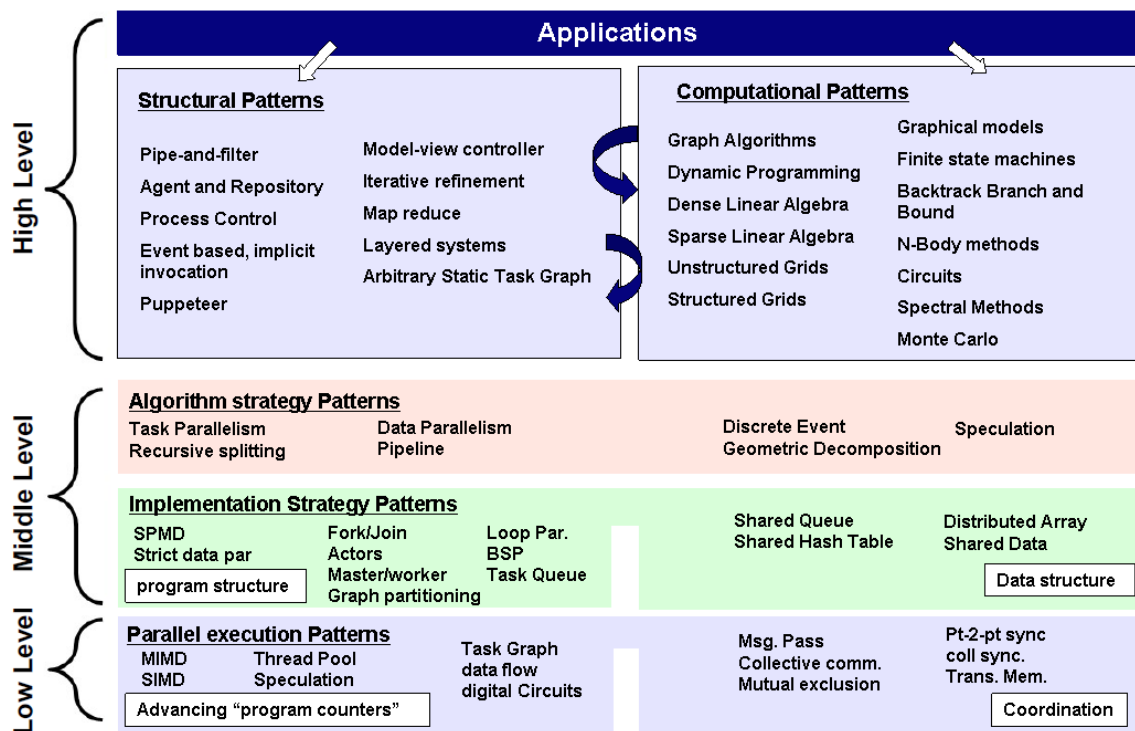 Applications
High Level
Structural Patterns
Pipe-and-filter
Agent and Repository
Process Control
Event based, implicit
invocation
Puppeteer
Model-view controller
Iterative refinement
Map reduce
Layered systems
Arbitrary Static Task Graph
Computational Patterns
Graph Algorithms
Dynamic Programming
Dense Linear Algebra
Sparse Linear Algebra
Unstructured Grids
Structured Grids
Graphical models
Finite state machines
Backtrack Branch and
Bound
N-Body methods
Circuits
Spectral Methods
Monte Carlo
Middle Level
Algorithm strategy Patterns
Task Parallelism
Recursive splitting
Data Parallelism
Pipeline
Discrete Event
Geometric Decomposition
Speculation
Implementation Strategy Patterns
SPMD
Strict data par
program structure
Fork/Join
Actors
Master/worker
Graph partitioning
Loop Par.
BSP
Task Queue
Shared Queue
Shared Hash Table
Distributed Array
Shared Data
Data structure
Low Level
Parallel execution Patterns
MIMD
SIMD
Thread Pool
Speculation
Advancing “program counters”
Task Graph
data flow
digital Circuits
Msg. Pass
Collective comm.
Mutual exclusion
Pt-2-pt sync
coll sync.
Trans. Mem.
Coordination